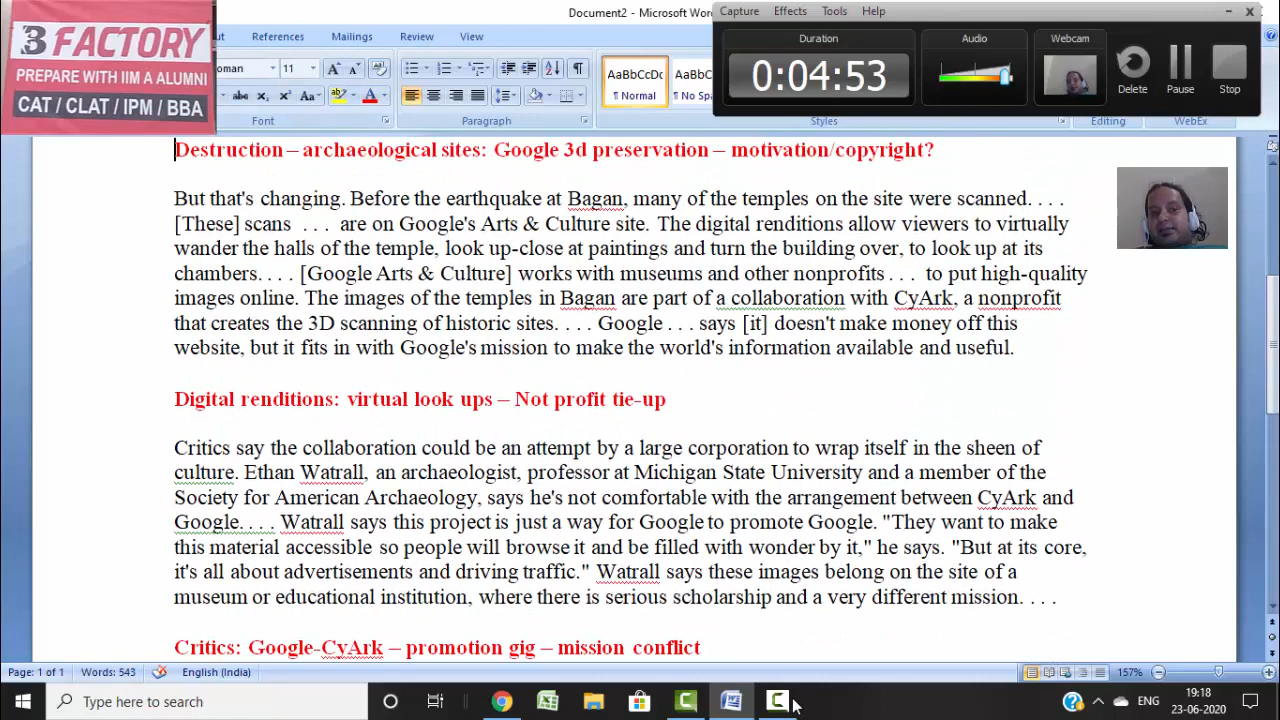 Document2 - Microsoft Wor
Capture Effects Tools Help
3 FACTORY
PREPARE WITH IIM A ALUMNI
CAT / CLAT / IPM / BBA
References Mailings Review View
Duration
0:04:53
Audio
Webcam
Delete Pause Stop
oman 11
AaBbCcDc AaBb
¶ Normal ¶ No Sp
Font Paragraph Styles Editing WebEx
Destruction – archaeological sites: Google 3d preservation – motivation/copyright?
But that's changing. Before the earthquake at Bagan, many of the temples on the site were scanned. . . .
[These] scans . . . are on Google's Arts & Culture site. The digital renditions allow viewers to virtually
wander the halls of the temple, look up-close at paintings and turn the building over, to look up at its
chambers. . . . [Google Arts & Culture] works with museums and other nonprofits . . . to put high-quality
images online. The images of the temples in Bagan are part of a collaboration with CyArk, a nonprofit
that creates the 3D scanning of historic sites. . . . Google . . . says [it] doesn't make money off this
website, but it fits in with Google's mission to make the world's information available and useful.
Digital renditions: virtual look ups – Not profit tie-up
Critics say the collaboration could be an attempt by a large corporation to wrap itself in the sheen of
culture. Ethan Watrall, an archaeologist, professor at Michigan State University and a member of the
Society for American Archaeology, says he's not comfortable with the arrangement between CyArk and
Google. . . . Watrall says this project is just a way for Google to promote Google. "They want to make
this material accessible so people will browse it and be filled with wonder by it," he says. "But at its core,
it's all about advertisements and driving traffic." Watrall says these images belong on the site of a
museum or educational institution, where there is serious scholarship and a very different mission. . . .
Critics: Google-CyArk – promotion gig – mission conflict
Page: 1 of 1 Words: 543 English (India) 157%
Type here to search
ENG
19:18
23-06-2020